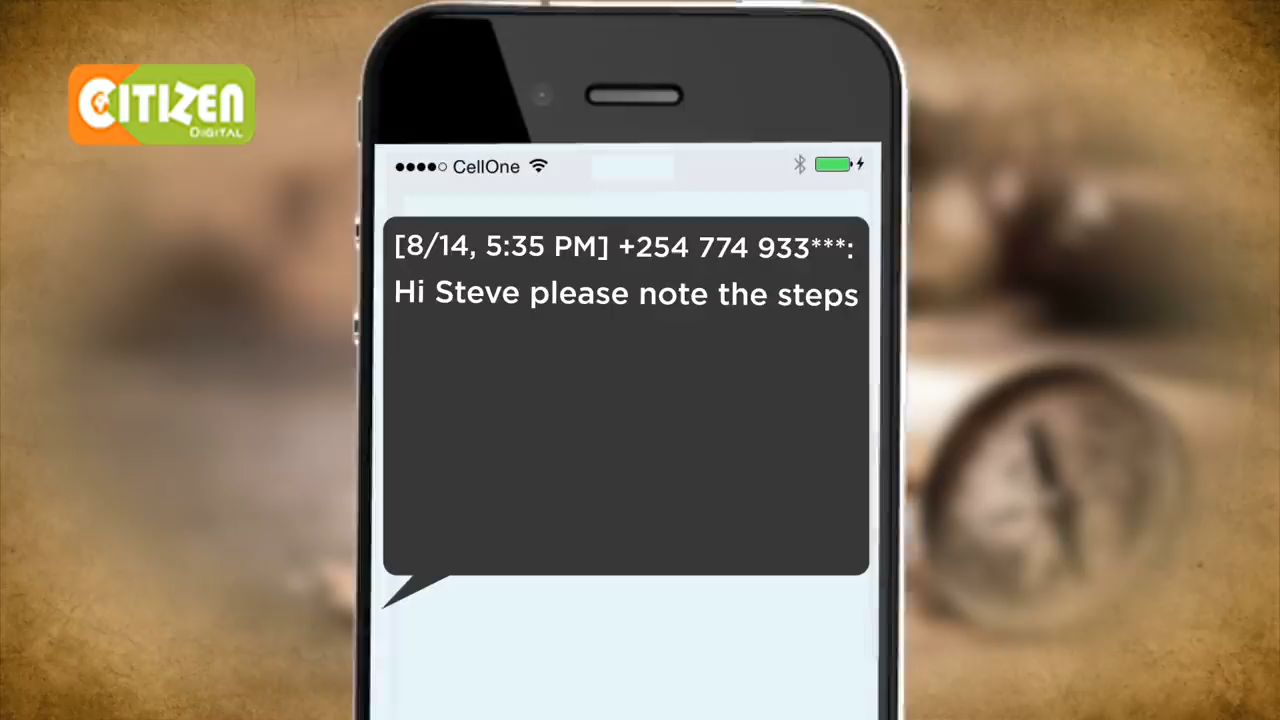 CITIZEN
DIGITAL
CellOne
[8/14, 5:35 PM] +254 774 933***:
Hi Steve please note the steps